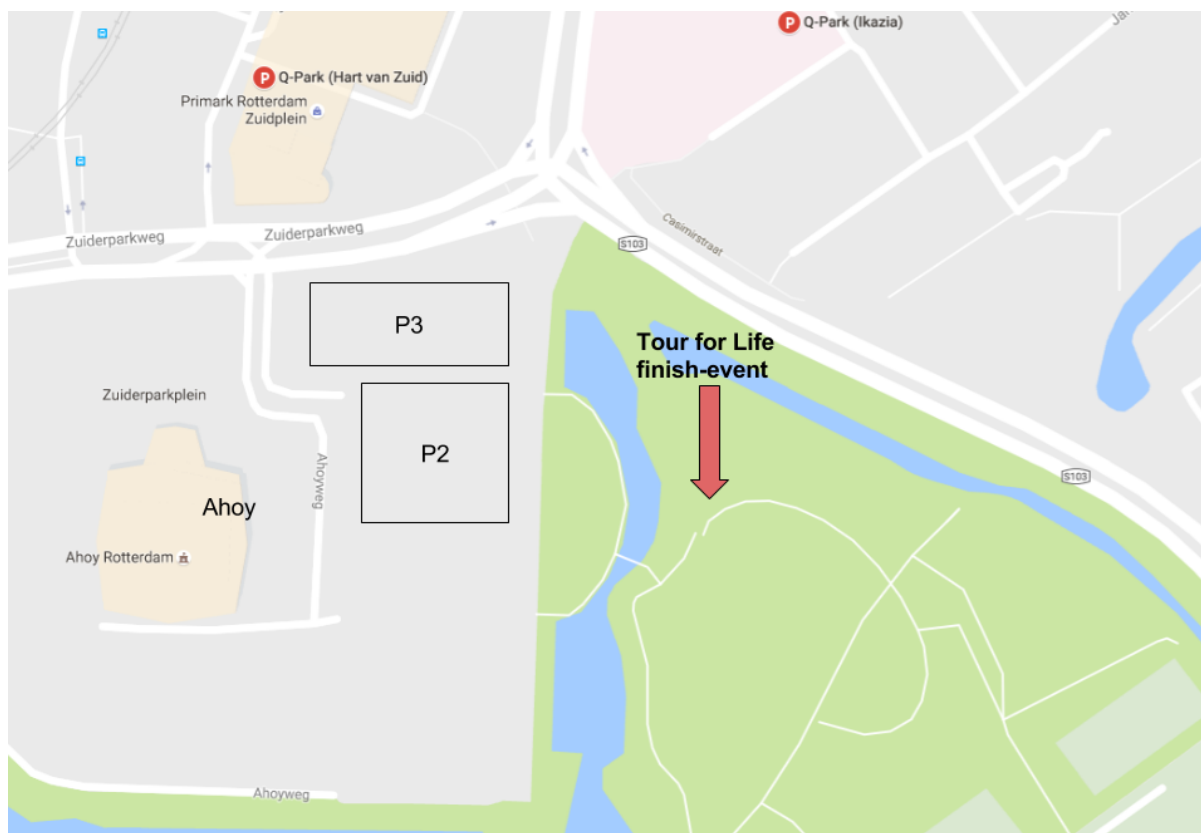 Q-Park (Ikazia)
P
P
Q-Park (Hart van Zuid)
Primark Rotterdam
Zuidplein
Casimirstraat
Zuiderparkweg
Zuiderparkweg
S103
P3
Tour for Life
finish-event
Zuiderparkplein
P2
Ahoyweg
S103
Ahoy
Ahoy Rotterdam
Ahoyweg